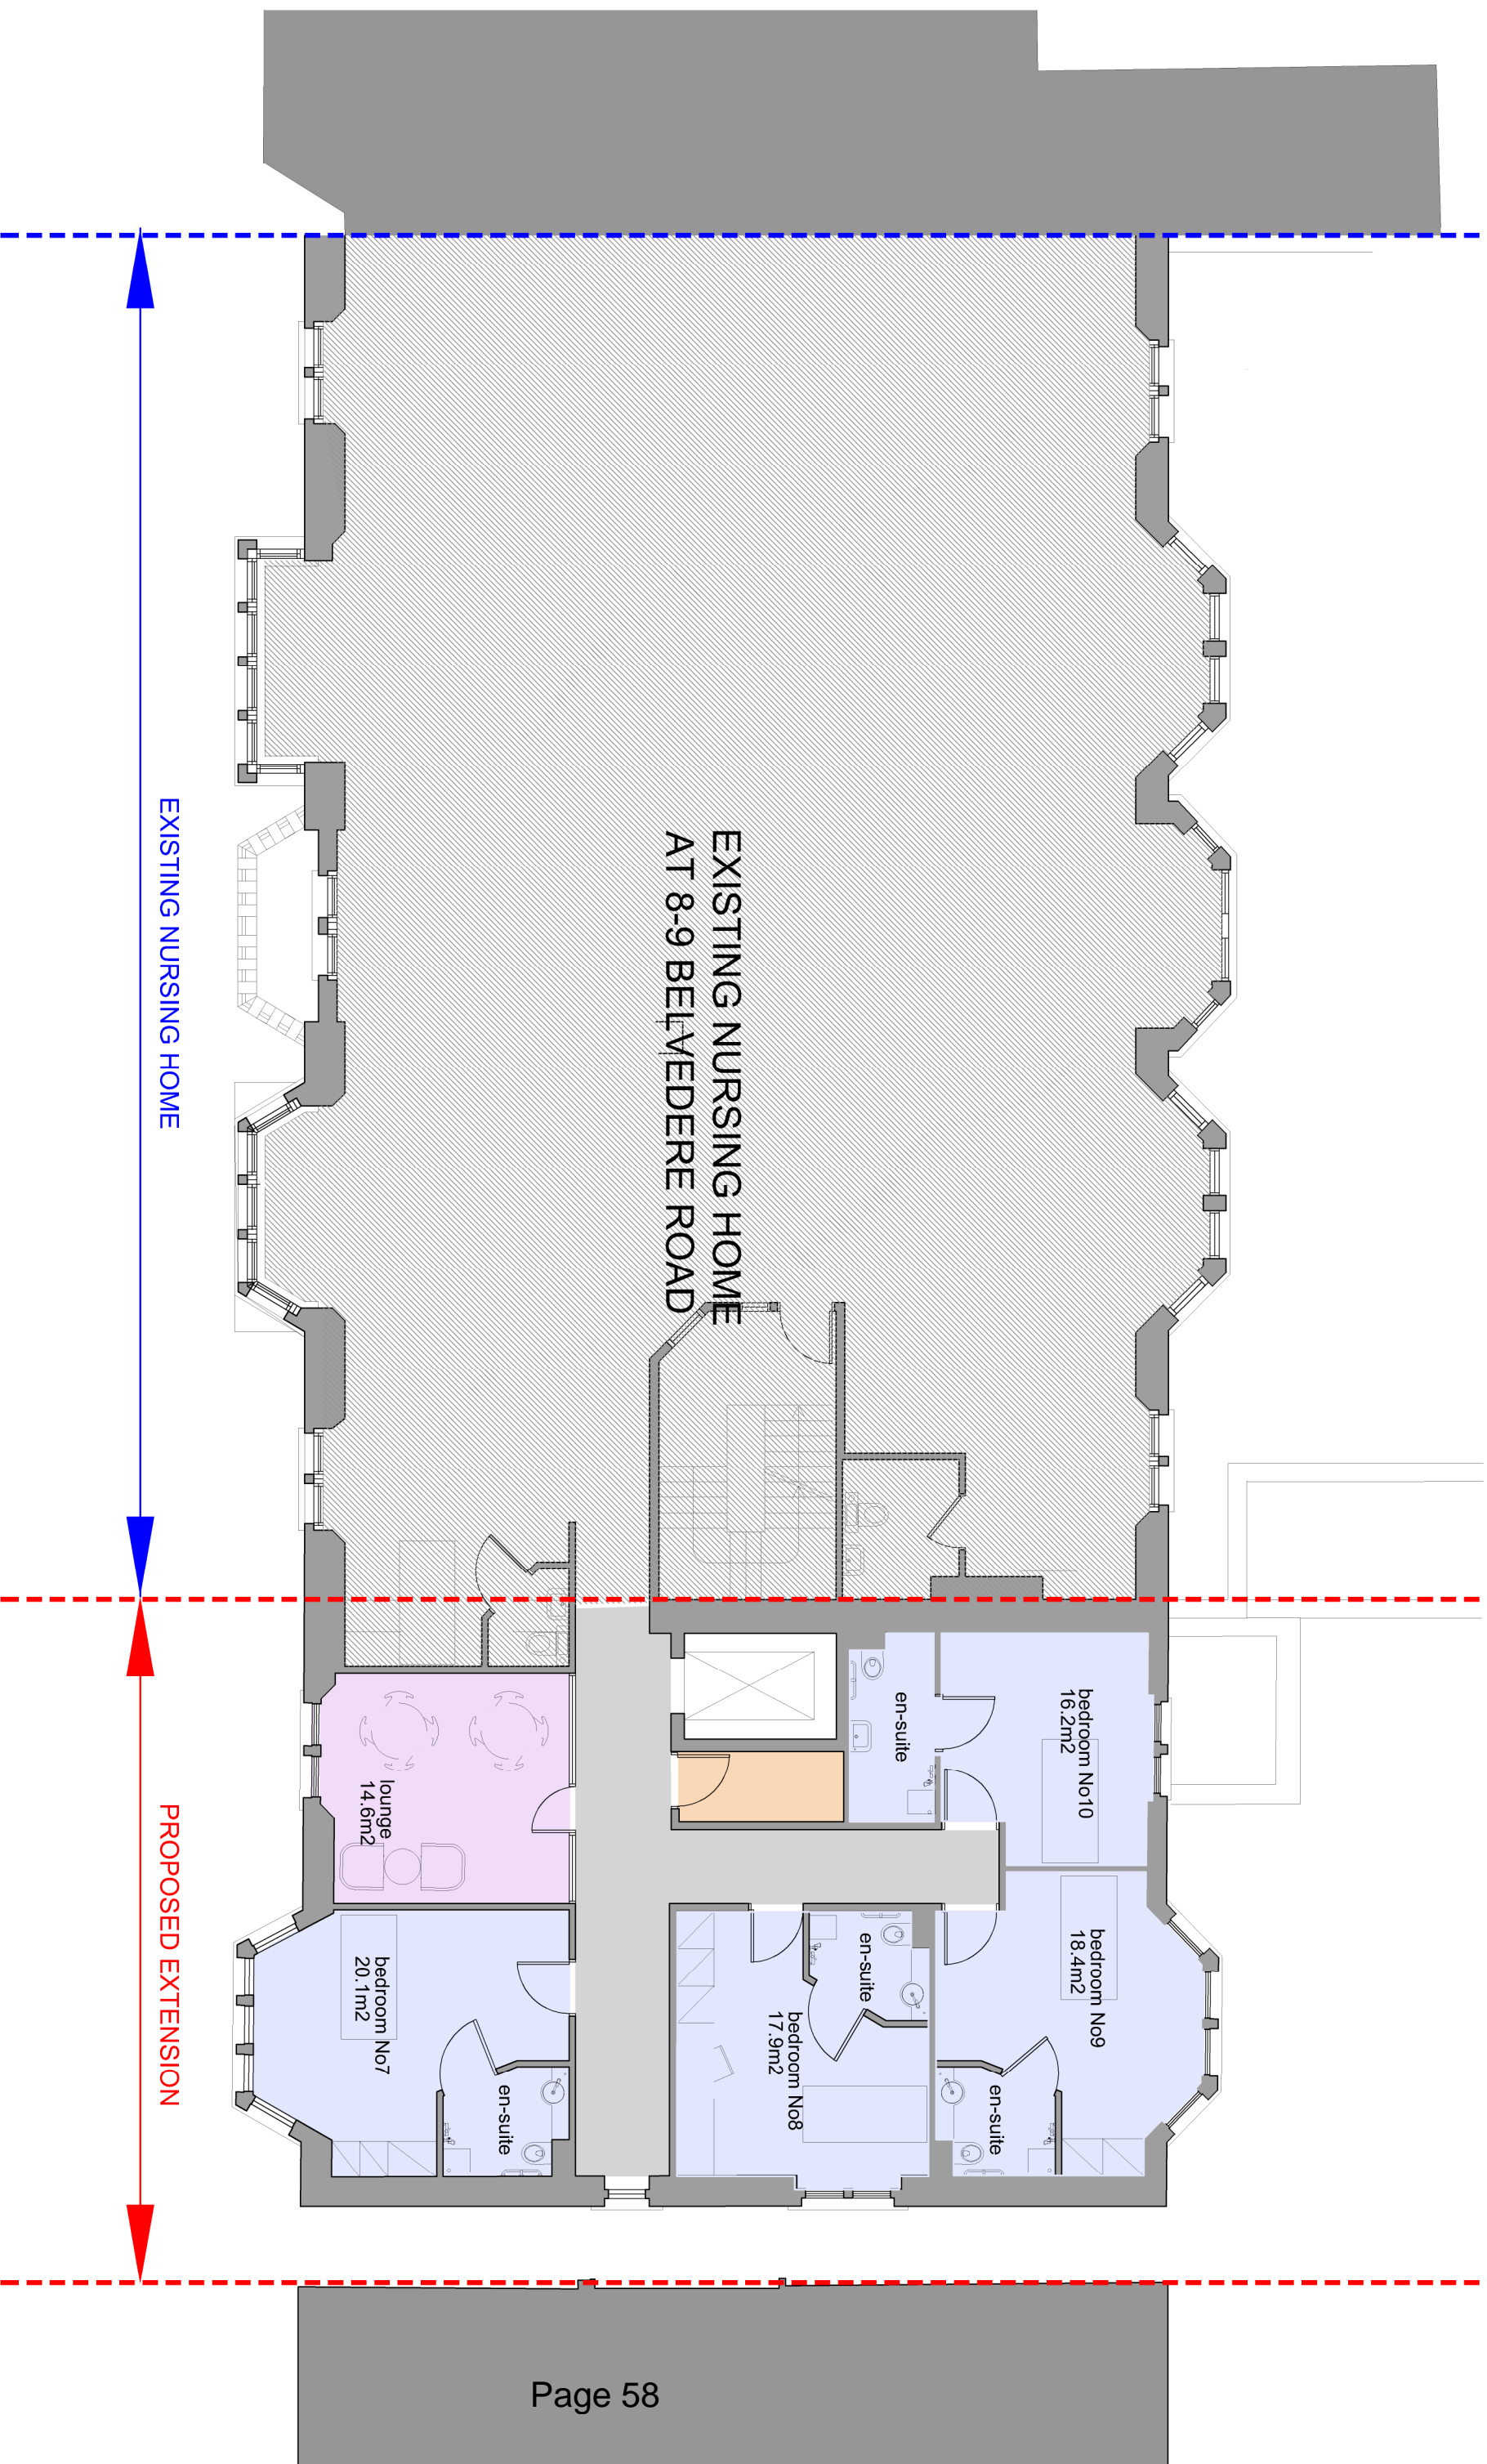 EXISTING NURSING HOME
AT 8-9 BELVEDERE ROAD
EXISTING NURSING HOME
PROPOSED EXTENSION
bedroom No10
16.2m2
en-suite
lounge
14.6m2
bedroom No9
18.4m2
en-suite
bedroom No8
17.9m2
en-suite
bedroom No7
20.1m2
en-suite
Page 58